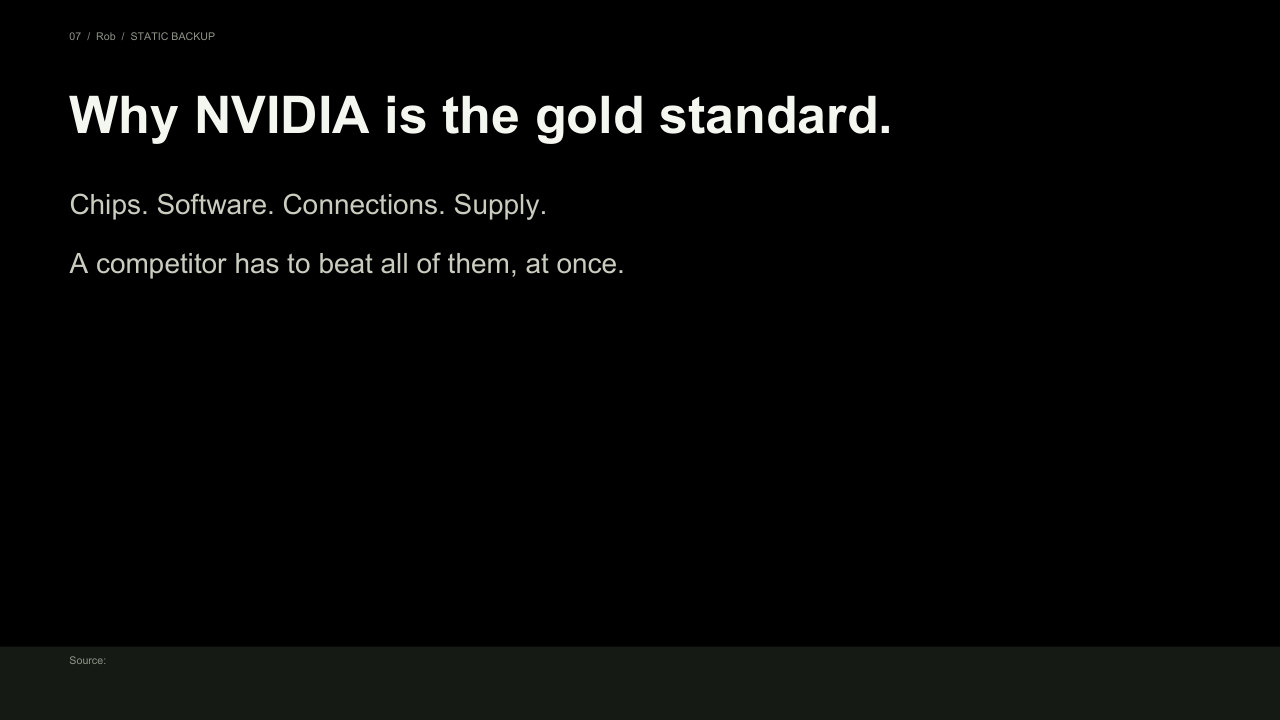 07 / Rob / STATIC BACKUP
Why NVIDIA is the gold standard.
Chips. Software. Connections. Supply.
A competitor has to beat all of them, at once.
Source: